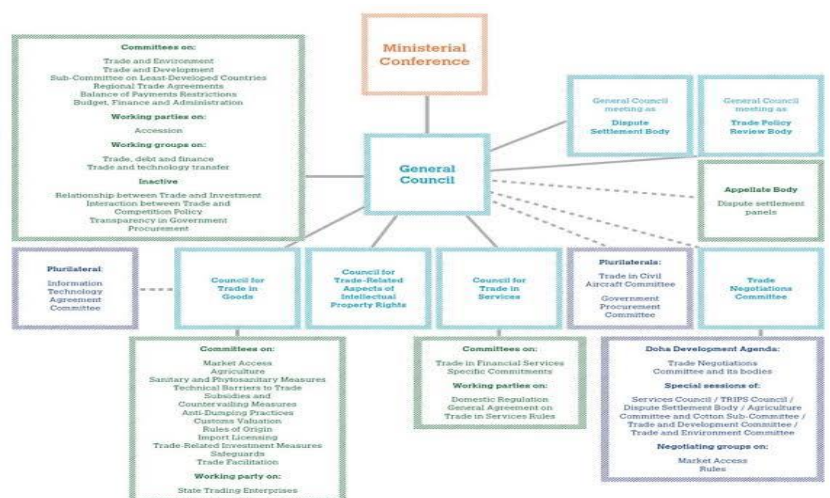 Ministerial
Conference
Committees on:
Trade and Environment
Trade and Development
Sub-Committee on Least-Developed Countries
Regional Trade Agreements
Balance of Payments Restrictions
Budget, Finance and Administration
Working parties on:
Accession
Working groups on:
Trade, debt and finance
Trade and technology transfer
Inactive
Relationship between Trade and Investment
Interaction between Trade and
Competition Policy
Transparency in Government
Procurement
General
Council
General Council
meeting as
Dispute
Settlement Body
General Council
meeting as
Trade Policy
Review Body
Appellate Body
Dispute settlement
panels
Plurilateral:
Information
Technology
Agreement
Committee
Council for
Trade in
Goods
Council for
Trade-Related
Aspects of
Intellectual
Property Rights
Council for
Trade in
Services
Plurilaterals:
Trade in Civil
Aircraft Committee
Government
Procurement
Committee
Trade
Negotiations
Committee
Committees on:
Market Access
Agriculture
Sanitary and Phytosanitary Measures
Technical Barriers to Trade
Subsidies and
Countervailing Measures
Anti-Dumping Practices
Customs Valuation
Rules of Origin
Import Licensing
Trade-Related Investment Measures
Safeguards
Trade Facilitation
Working party on:
State Trading Enterprises
Committees on:
Trade in Financial Services
Specific Commitments
Working parties on:
Domestic Regulation
General Agreement on
Trade in Services Rules
Doha Development Agenda:
Trade Negotiations
Committee and its bodies
Special sessions of:
Services Council / TRIPS Council /
Dispute Settlement Body / Agriculture
Committee and Cotton Sub-Committee /
Trade and Development Committee /
Trade and Environment Committee
Negotiating groups on:
Market Access
Rules